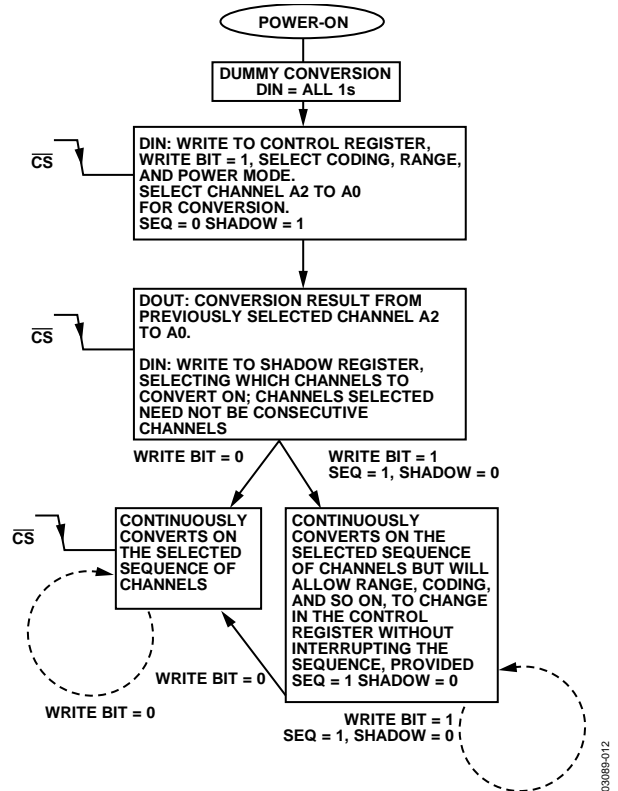 POWER-ON
DUMMY CONVERSION
DIN = ALL 1s
CS
DIN: WRITE TO CONTROL REGISTER,
WRITE BIT = 1, SELECT CODING, RANGE,
AND POWER MODE.
SELECT CHANNEL A2 TO A0
FOR CONVERSION.
SEQ = 0 SHADOW = 1
CS
DOUT: CONVERSION RESULT FROM
PREVIOUSLY SELECTED CHANNEL A2
TO A0.
DIN: WRITE TO SHADOW REGISTER,
SELECTING WHICH CHANNELS TO
CONVERT ON; CHANNELS SELECTED
NEED NOT BE CONSECUTIVE
CHANNELS
WRITE BIT = 0
WRITE BIT = 1
SEQ = 1, SHADOW = 0
CS
CONTINUOUSLY
CONVERTS ON
THE SELECTED
SEQUENCE OF
CHANNELS
CONTINUOUSLY
CONVERTS ON THE
SELECTED SEQUENCE
OF CHANNELS BUT WILL
ALLOW RANGE, CODING,
AND SO ON, TO CHANGE
IN THE CONTROL
REGISTER WITHOUT
INTERRUPTING THE
SEQUENCE, PROVIDED
SEQ = 1 SHADOW = 0
WRITE BIT = 0
WRITE BIT = 0
WRITE BIT = 1
SEQ = 1, SHADOW = 0
03089-012